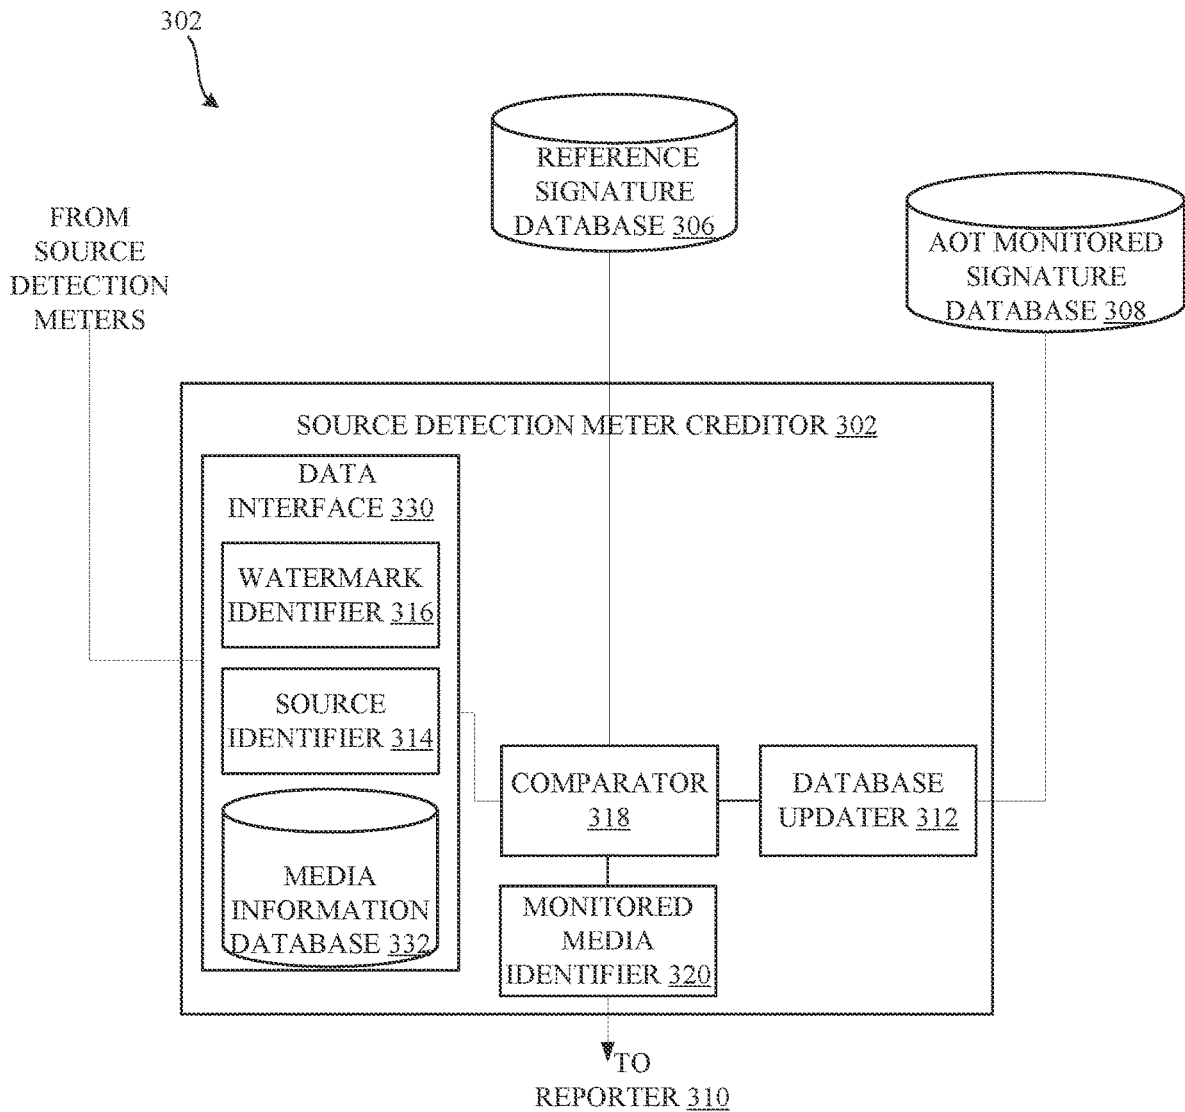 302
REFERENCE
SIGNATURE
DATABASE 306
AOT MONITORED
SIGNATURE
DATABASE 308
FROM
SOURCE
DETECTION
METERS
SOURCE DETECTION METER CREDITOR 302
DATA
INTERFACE 330
WATERMARK
IDENTIFIER 316
SOURCE
IDENTIFIER 314
MEDIA
INFORMATION
DATABASE 332
COMPARATOR
318
DATABASE
UPDATER 312
MONITORED
MEDIA
IDENTIFIER 320
TO
REPORTER 310